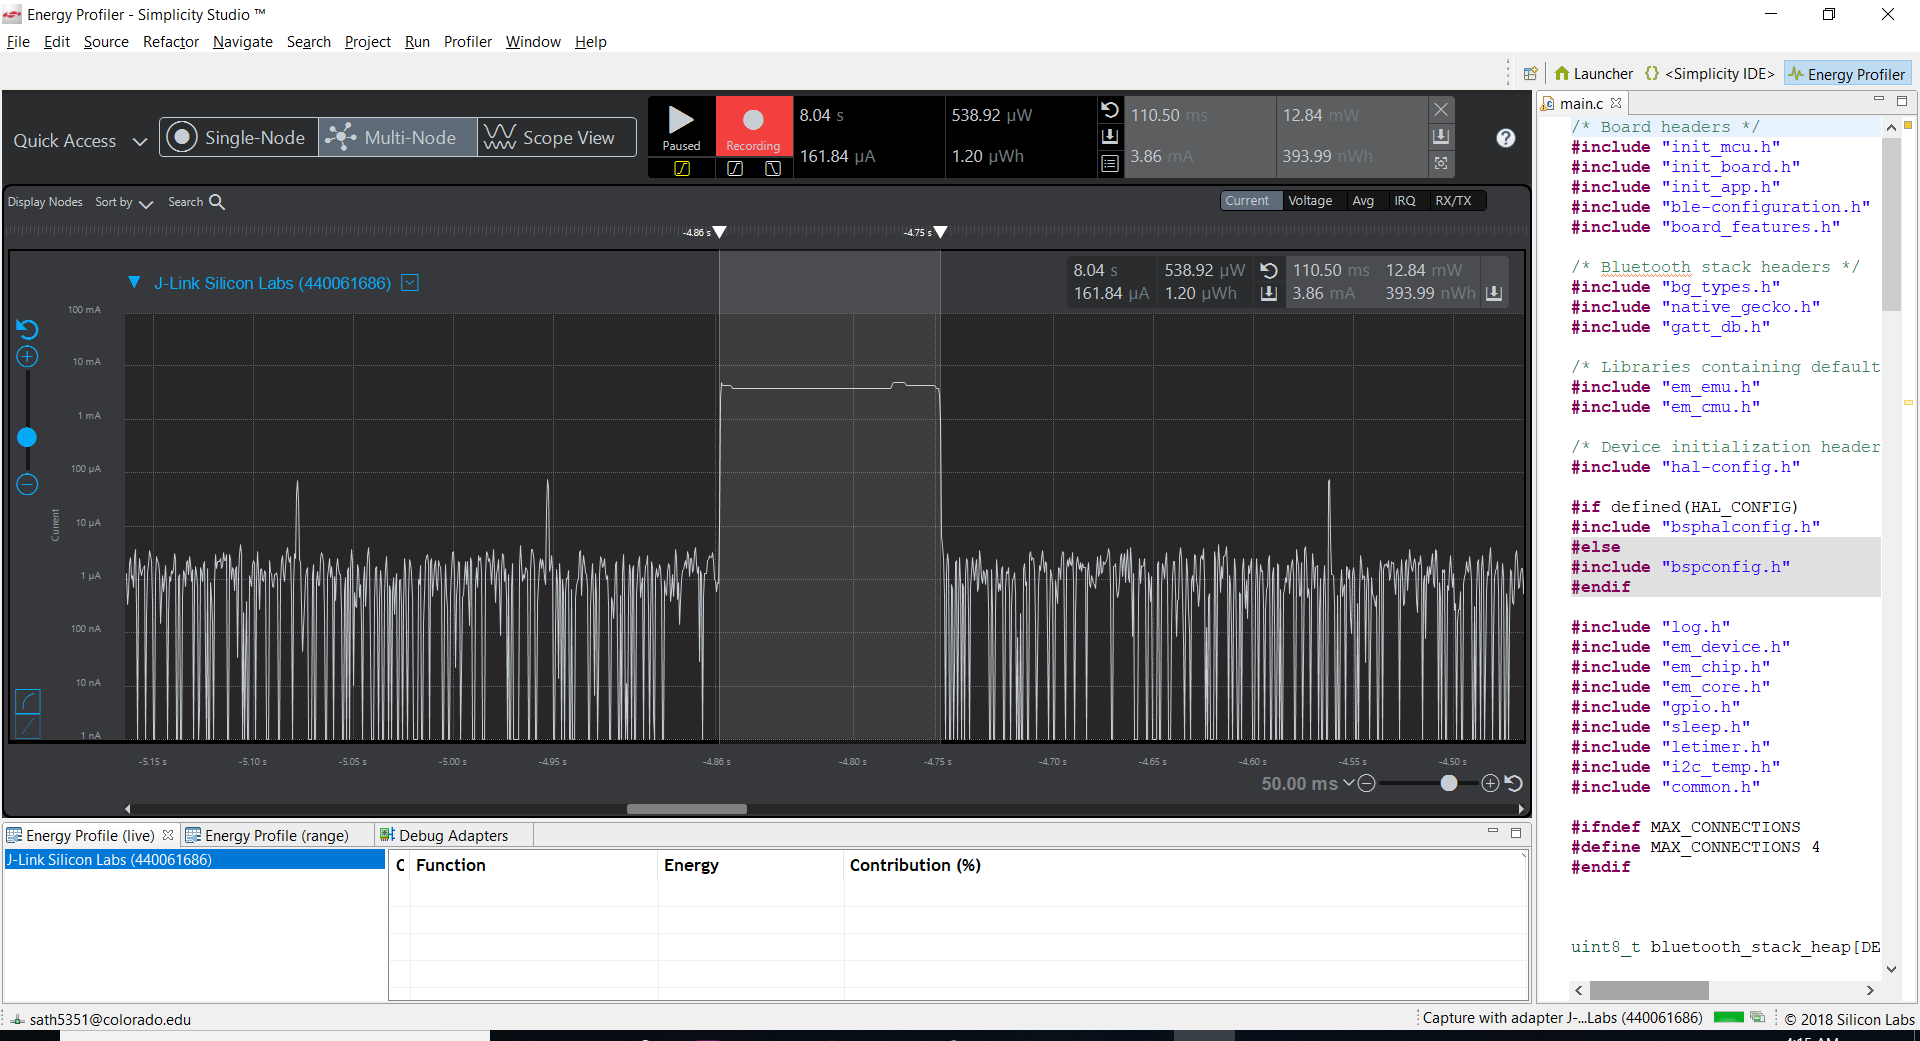 Energy Profiler - Simplicity Studio ™
File Edit Source Refactor Navigate Search Project Run Profiler Window Help
Launcher {} <Simplicity IDE> Energy Profiler
Quick Access
Single-Node Multi-Node Scope View
Paused
Recording
8.04 s 538.92 µW
161.84 µA 1.20 µWh
110.50 ms 12.84 mW
3.86 mA 393.99 nWh
Display Nodes Sort by Search
Current Voltage Avg IRQ RX/TX
-4.86 s -4.75 s
J-Link Silicon Labs (440061686)
8.04 s 538.92 µW 110.50 ms 12.84 mW
161.84 µA 1.20 µWh 3.86 mA 393.99 nWh
100 mA
10 mA
1 mA
100 µA
10 µA
1 µA
100 nA
10 nA
1 nA
Current
-5.15 s -5.10 s -5.05 s -5.00 s -4.95 s -4.86 s -4.80 s -4.75 s -4.70 s -4.65 s -4.60 s -4.55 s -4.50 s
50.00 ms
Energy Profile (live) Energy Profile (range) Debug Adapters
J-Link Silicon Labs (440061686)
C Function Energy Contribution (%)
main.c
/* Board headers */
#include "init_mcu.h"
#include "init_board.h"
#include "init_app.h"
#include "ble-configuration.h"
#include "board_features.h"
/* Bluetooth stack headers */
#include "bg_types.h"
#include "native_gecko.h"
#include "gatt_db.h"
/* Libraries containing default
#include "em_emu.h"
#include "em_cmu.h"
/* Device initialization header
#include "hal-config.h"
#if defined(HAL_CONFIG)
#include "bsphalconfig.h"
#else
#include "bspconfig.h"
#endif
#include "log.h"
#include "em_device.h"
#include "em_chip.h"
#include "em_core.h"
#include "gpio.h"
#include "sleep.h"
#include "letimer.h"
#include "i2c_temp.h"
#include "common.h"
#ifndef MAX_CONNECTIONS
#define MAX_CONNECTIONS 4
#endif
uint8_t bluetooth_stack_heap[DE
sath5351@colorado.edu
Capture with adapter J-...Labs (440061686)
© 2018 Silicon Labs